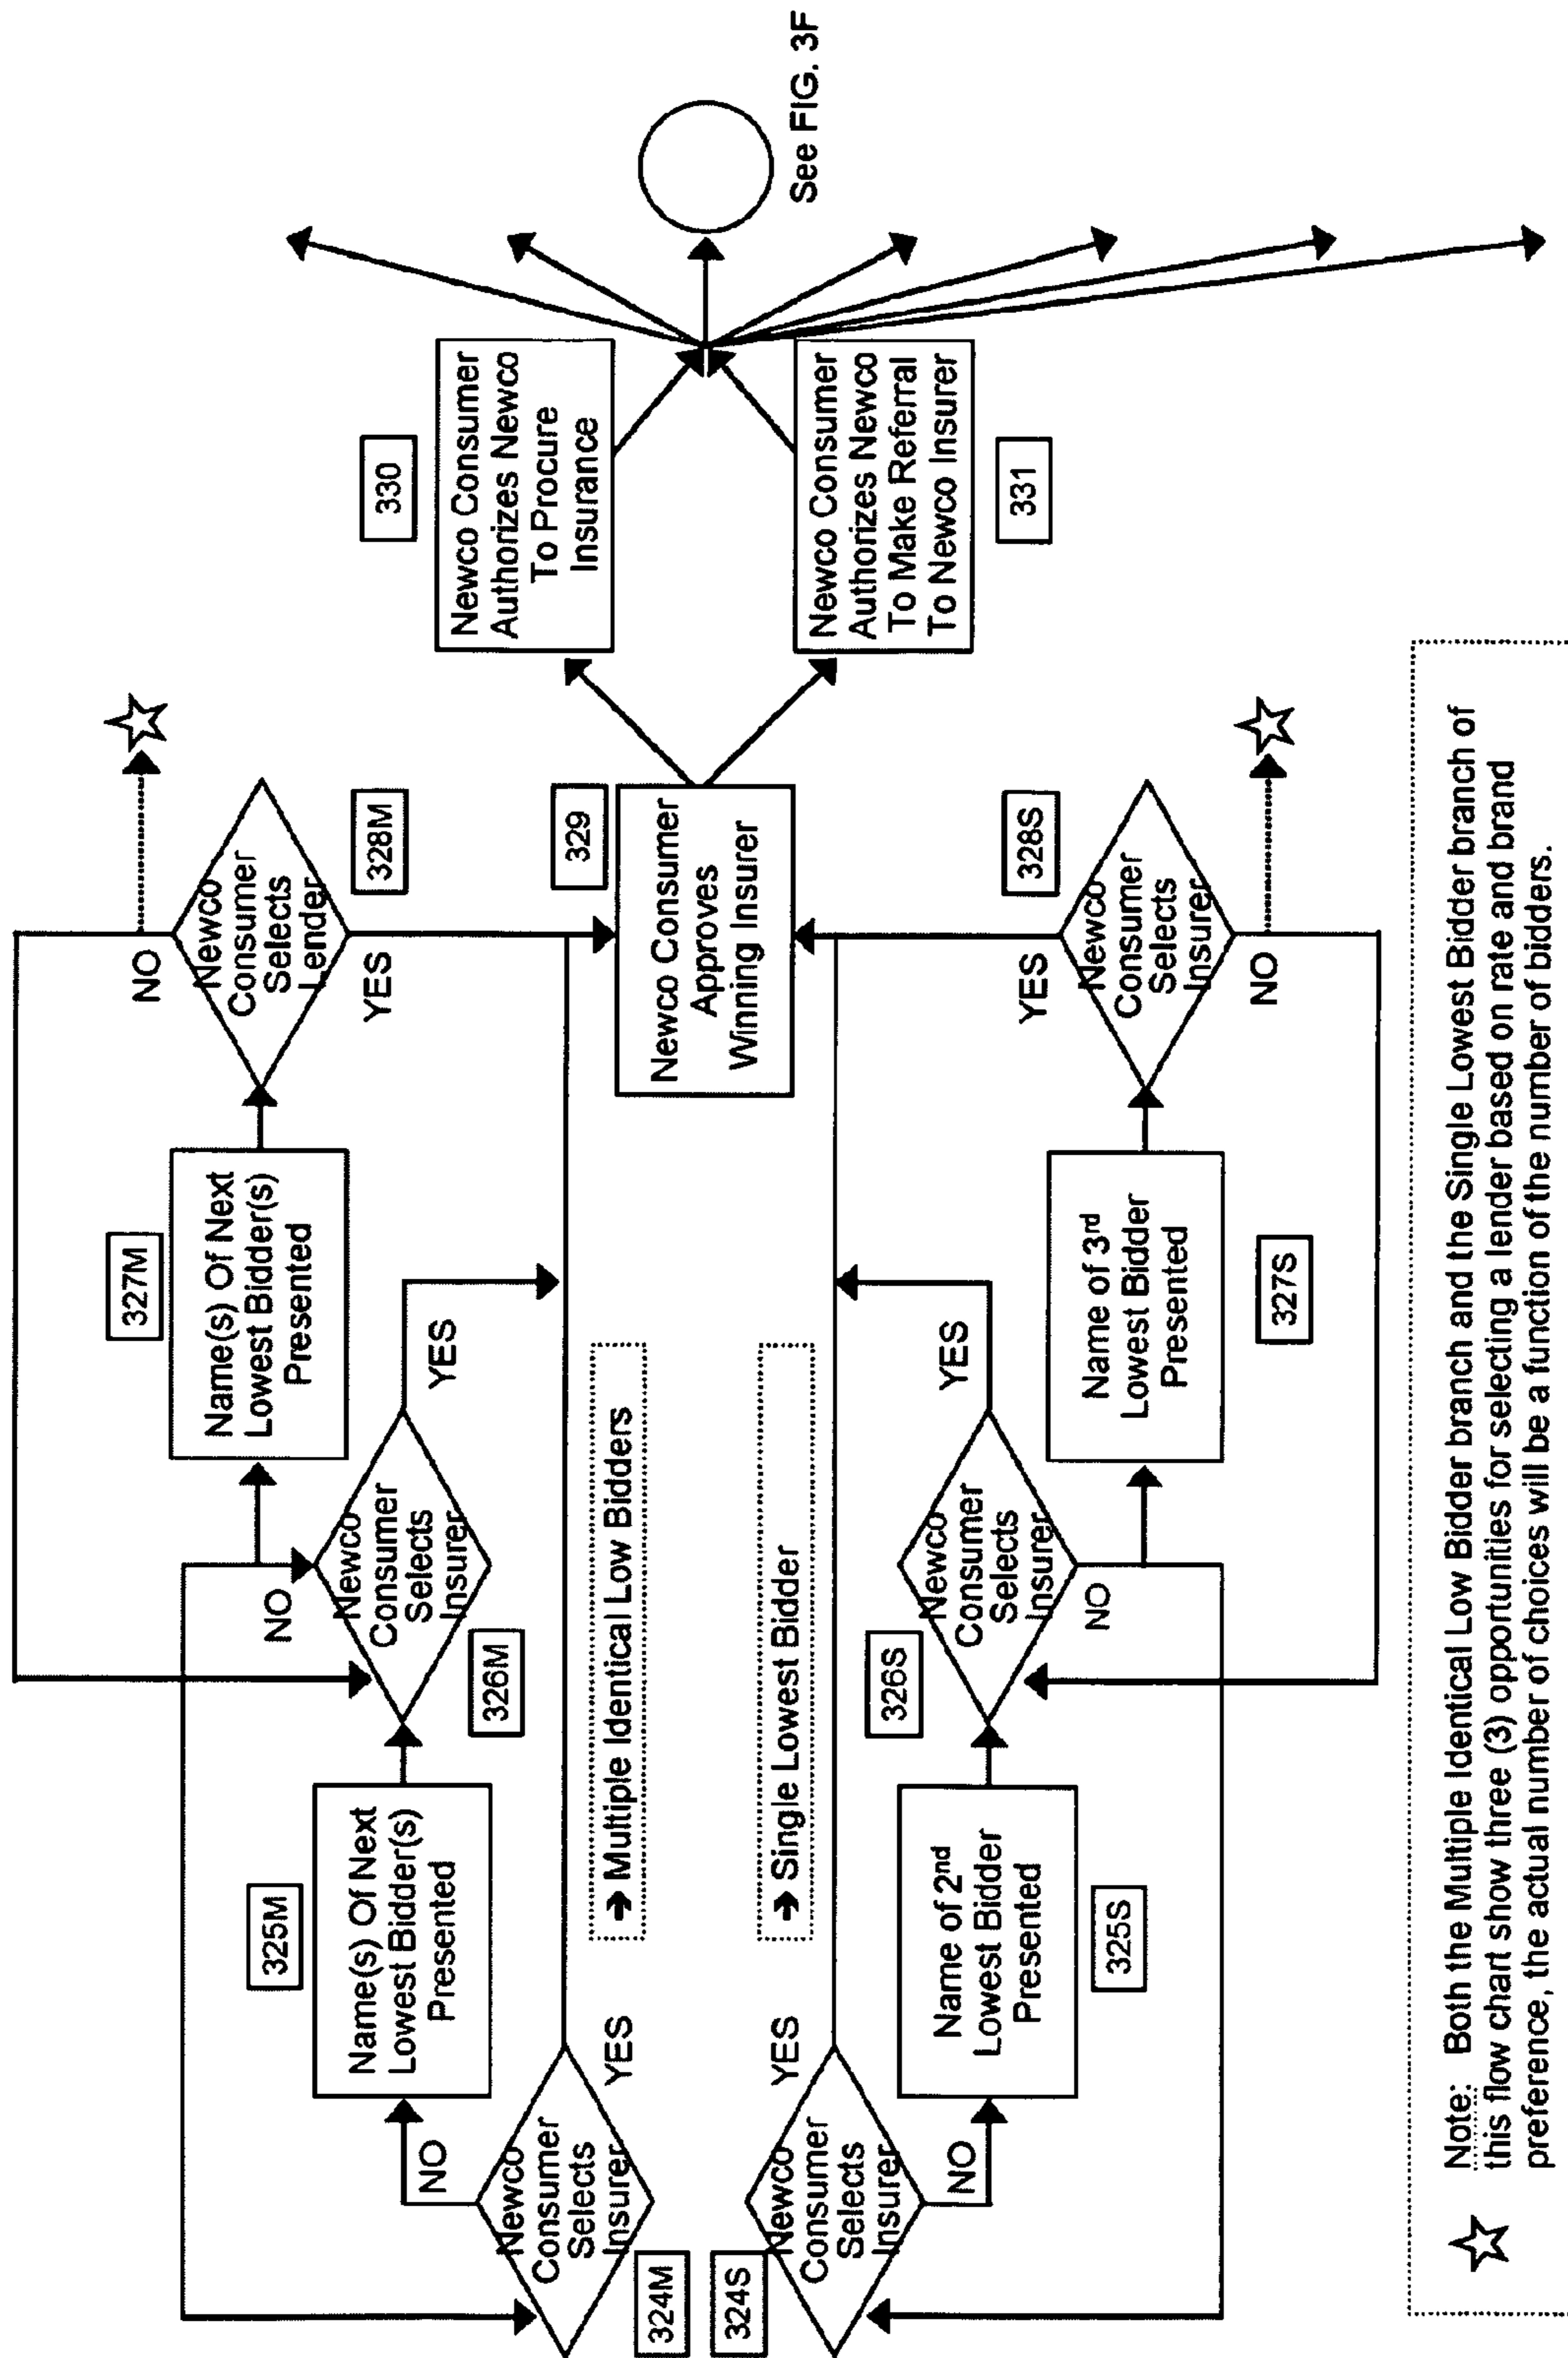 324M
Newco
Consumer
Selects
Insurer
NO
YES
325M
Name(s) Of Next
Lowest Bidder(s)
Presented
326M
Newco
Consumer
Selects
Insurer
NO
YES
327M
Name(s) Of Next
Lowest Bidder(s)
Presented
328M
Newco
Consumer
Selects
Lender
NO
YES
➔ Multiple Identical Low Bidders
➔ Single Lowest Bidder
324S
Newco
Consumer
Selects
Insurer
YES
NO
325S
Name of 2nd
Lowest Bidder
Presented
326S
Newco
Consumer
Selects
Insurer
YES
NO
327S
Name of 3rd
Lowest Bidder
Presented
328S
Newco
Consumer
Selects
Insurer
YES
NO
329
Newco Consumer
Approves
Winning Insurer
330
Newco Consumer
Authorizes Newco
To Procure
Insurance
331
Newco Consumer
Authorizes Newco
To Make Referral
To Newco Insurer
See FIG. 3F
Note: Both the Multiple Identical Low Bidder branch and the Single Lowest Bidder branch of
this flow chart show three (3) opportunities for selecting a lender based on rate and brand
preference, the actual number of choices will be a function of the number of bidders.